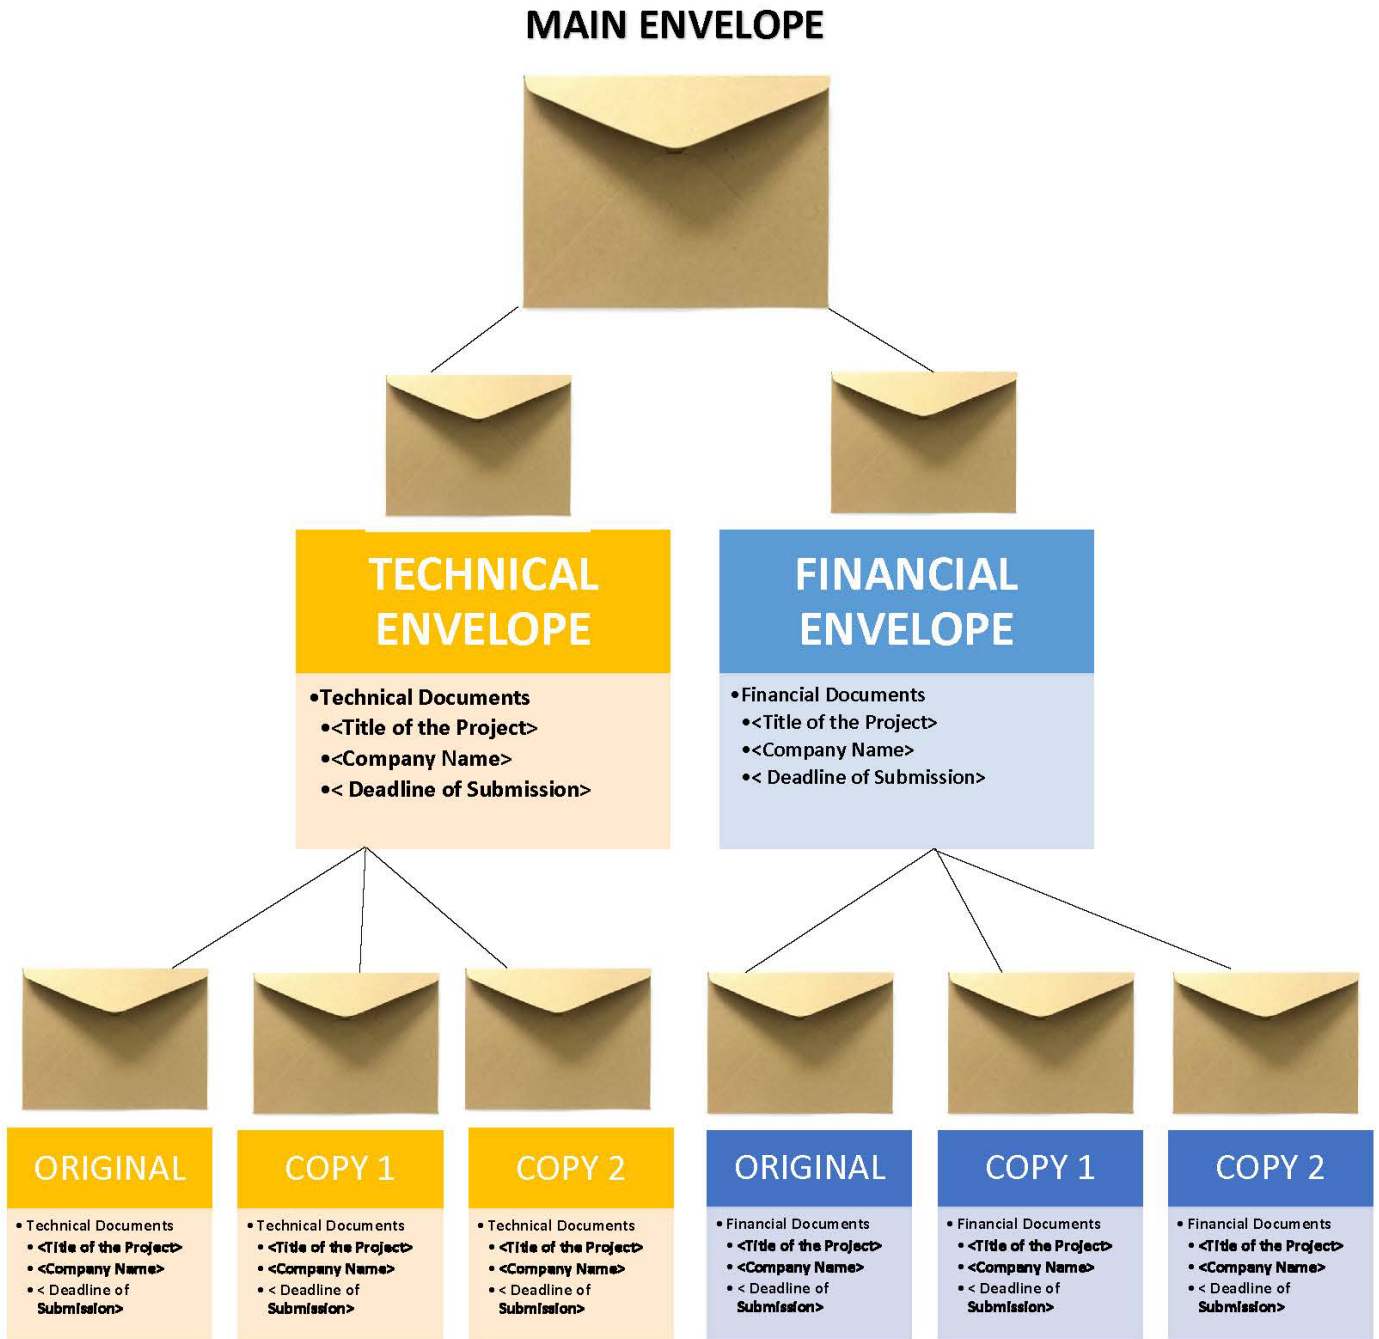 MAIN ENVELOPE
TECHNICAL
ENVELOPE
•Technical Documents
•<Title of the Project>
•<Company Name>
•< Deadline of Submission>
FINANCIAL
ENVELOPE
•Financial Documents
•<Title of the Project>
•<Company Name>
•< Deadline of Submission>
ORIGINAL
• Technical Documents
• <Title of the Project>
• <Company Name>
• < Deadline of
Submission>
COPY 1
• Technical Documents
• <Title of the Project>
• <Company Name>
• < Deadline of
Submission>
COPY 2
• Technical Documents
• <Title of the Project>
• <Company Name>
• < Deadline of
Submission>
ORIGINAL
• Financial Documents
• <Title of the Project>
• <Company Name>
• < Deadline of
Submission>
COPY 1
• Financial Documents
• <Title of the Project>
• <Company Name>
• < Deadline of
Submission>
COPY 2
• Financial Documents
• <Title of the Project>
• <Company Name>
• < Deadline of
Submission>